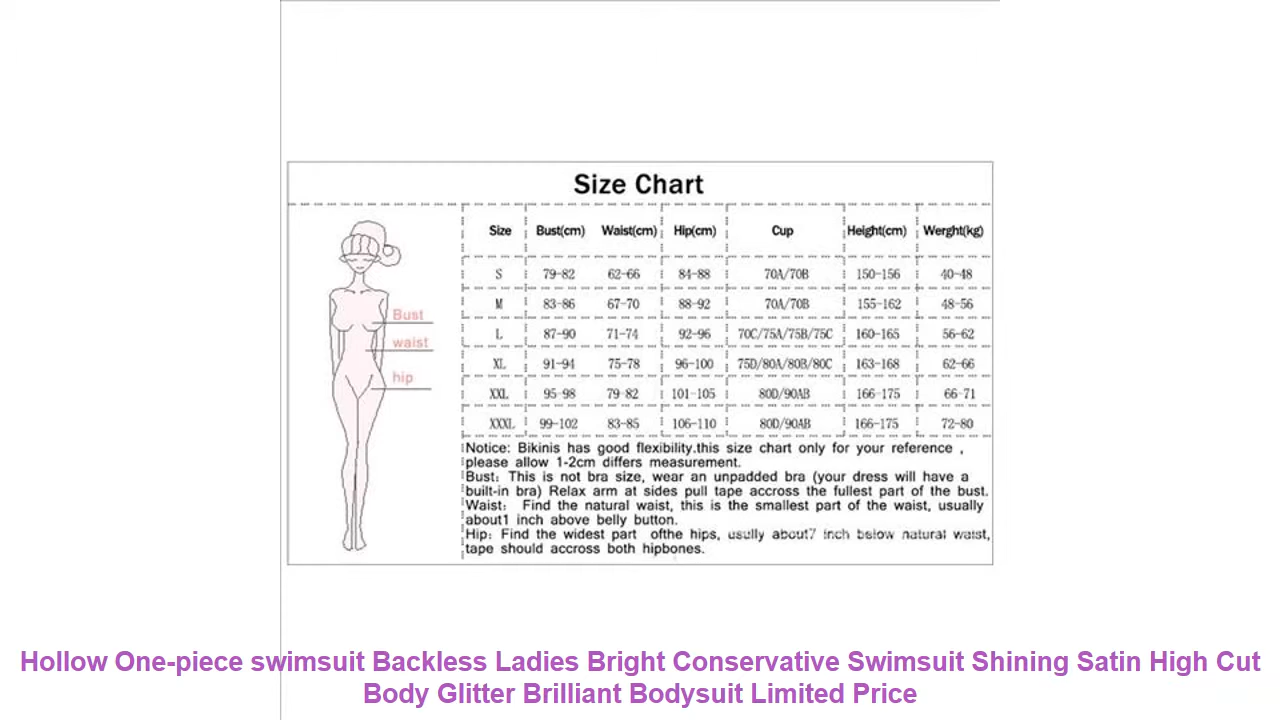 Size Chart
Size Bust(cm) Waist(cm) Hip(cm) Cup Height(cm) Werght(kg)
S 79-82 62-66 84-88 70A/70B 150-156 40-48
M 83-86 67-70 88-92 70A/70B 155-162 48-56
L 87-90 71-74 92-96 70C/75A/75B/75C 160-165 56-62
XL 91-94 75-78 96-100 75D/80A/80B/80C 163-168 62-66
XXL 95-98 79-82 101-105 80D/90AB 166-175 66-71
XXXL 99-102 83-85 106-110 80D/90AB 166-175 72-80
Bust
waist
hip
Notice: Bikinis has good flexibility.this size chart only for your reference ,
please allow 1-2cm differs measurement.
Bust: This is not bra size, wear an unpadded bra (your dress will have a
built-in bra) Relax arm at sides pull tape accross the fullest part of the bust.
Waist: Find the natural waist, this is the smallest part of the waist, usually
about1 inch above belly button.
Hip: Find the widest part ofthe hips, usully about7 inch below natural waist,
tape should accross both hipbones.
Hollow One-piece swimsuit Backless Ladies Bright Conservative Swimsuit Shining Satin High Cut
Body Glitter Brilliant Bodysuit Limited Price